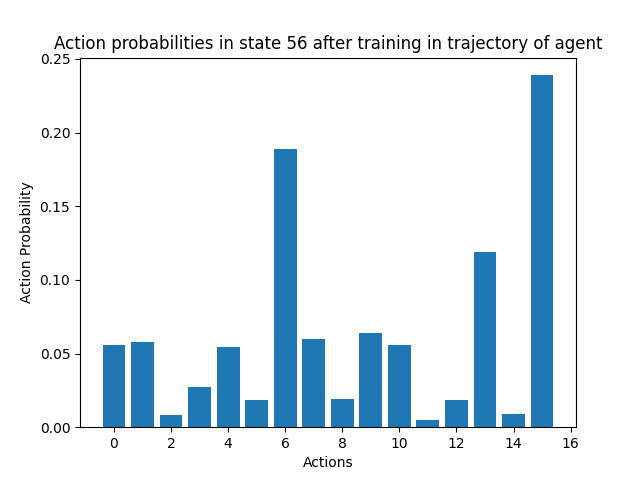 Action probabilities in state 56 after training in trajectory of agent
0.25
0.20
0.15
0.10
0.05
0.00
Action Probability
0 2 4 6 8 10 12 14 16
Actions